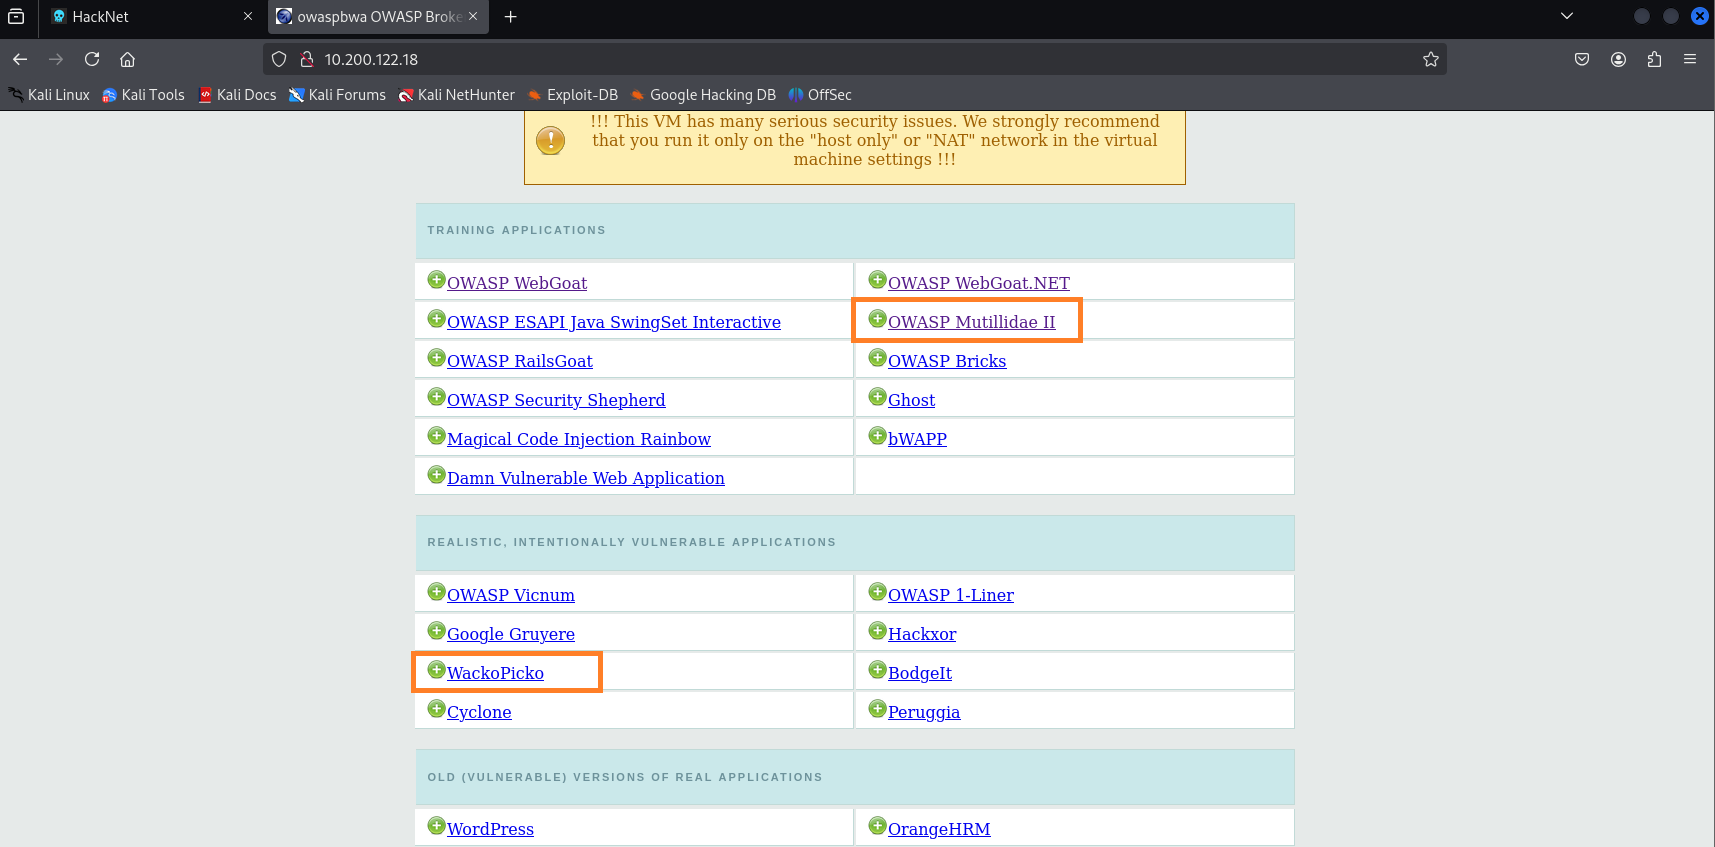 HackNet
owaspbwa OWASP Broke
10.200.122.18
Kali Linux Kali Tools Kali Docs Kali Forums Kali NetHunter Exploit-DB Google Hacking DB OffSec
!!! This VM has many serious security issues. We strongly recommend
that you run it only on the "host only" or "NAT" network in the virtual
machine settings !!!
TRAINING APPLICATIONS
OWASP WebGoat
OWASP WebGoat.NET
OWASP ESAPI Java SwingSet Interactive
OWASP Mutillidae II
OWASP RailsGoat
OWASP Bricks
OWASP Security Shepherd
Ghost
Magical Code Injection Rainbow
bWAPP
Damn Vulnerable Web Application
REALISTIC, INTENTIONALLY VULNERABLE APPLICATIONS
OWASP Vicnum
OWASP 1-Liner
Google Gruyere
Hackxor
WackoPicko
BodgeIt
Cyclone
Peruggia
OLD (VULNERABLE) VERSIONS OF REAL APPLICATIONS
WordPress
OrangeHRM